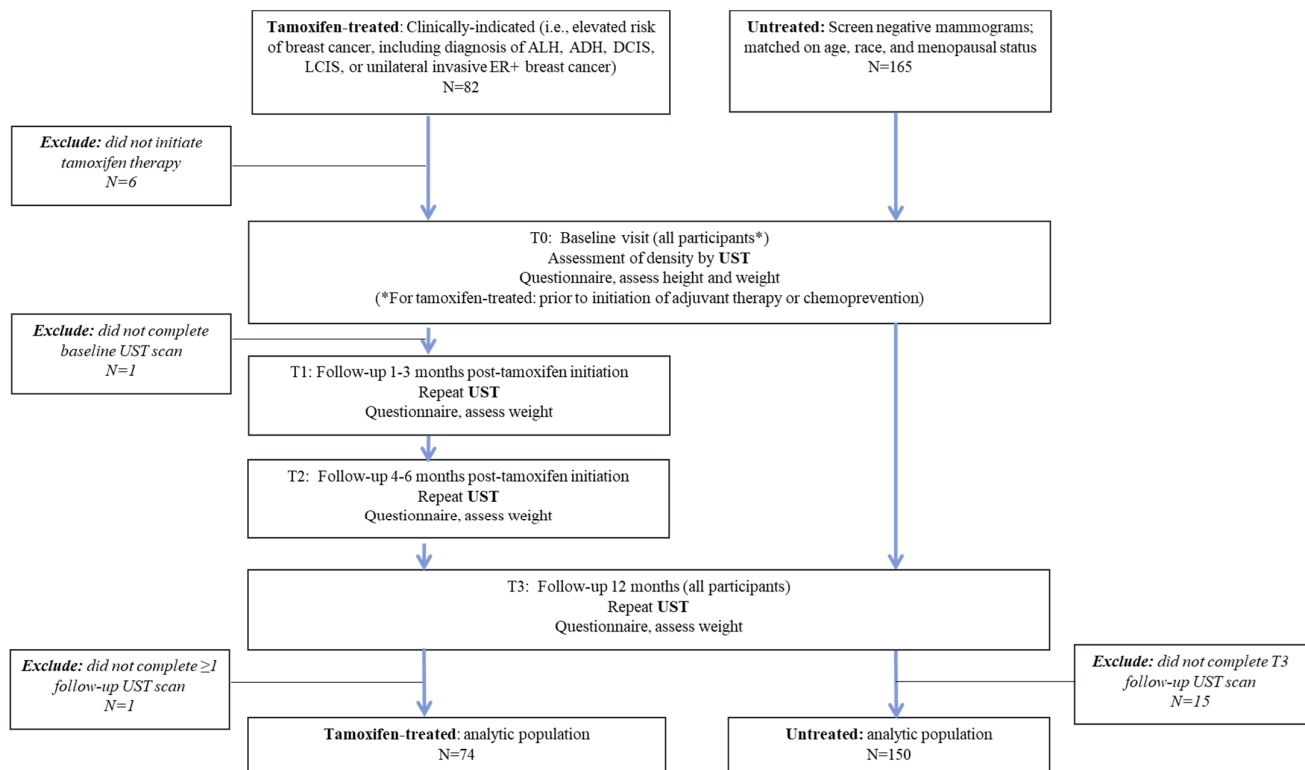 Tamoxifen-treated: Clinically-indicated (i.e., elevated risk
of breast cancer, including diagnosis of ALH, ADH, DCIS,
LCIS, or unilateral invasive ER+ breast cancer)
N=82
Untreated: Screen negative mammograms;
matched on age, race, and menopausal status
N=165
Exclude: did not initiate
tamoxifen therapy
N=6
T0: Baseline visit (all participants*)
Assessment of density by UST
Questionnaire, assess height and weight
(*For tamoxifen-treated: prior to initiation of adjuvant therapy or chemoprevention)
Exclude: did not complete
baseline UST scan
N=1
T1: Follow-up 1-3 months post-tamoxifen initiation
Repeat UST
Questionnaire, assess weight
T2: Follow-up 4-6 months post-tamoxifen initiation
Repeat UST
Questionnaire, assess weight
T3: Follow-up 12 months (all participants)
Repeat UST
Questionnaire, assess weight
Exclude: did not complete ≥1
follow-up UST scan
N=1
Exclude: did not complete T3
follow-up UST scan
N=15
Tamoxifen-treated: analytic population
N=74
Untreated: analytic population
N=150